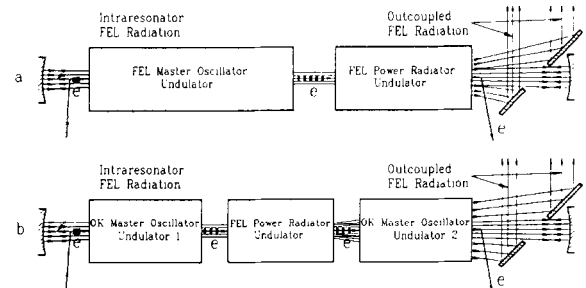 Intraresonator
FEL Radiation
Outcoupled
FEL Radiation
a
e
FEL Master Oscillator
Undulator
e
FEL Power Radiator
Undulator
e
Intraresonator
FEL Radiation
Outcoupled
FEL Radiation
b
e
OK Master Oscillator
Undulator 1
e
FEL Power Radiator
Undulator
e
OK Master Oscillator
Undulator 2
e